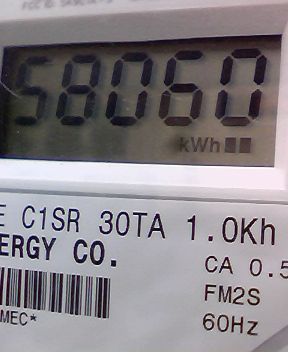 58060
kWh
E C1SR 30TA 1.0Kh
ERGY CO.
CA 0.5
FM2S
MEC*
60Hz